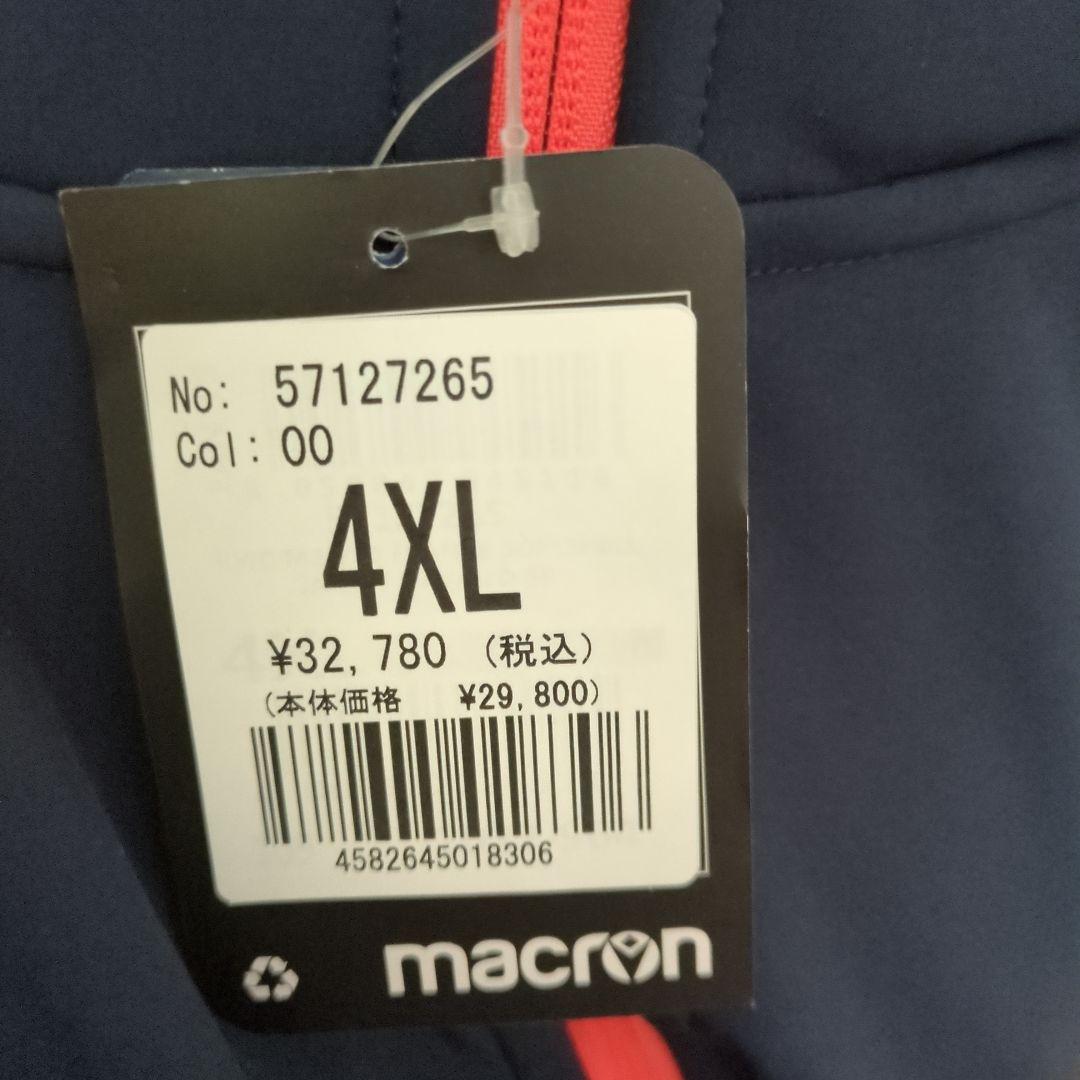 No: 57127265
Col: 00
4XL
¥32,780 (税込)
(本体価格 ¥29,800)
4582645018306
macron